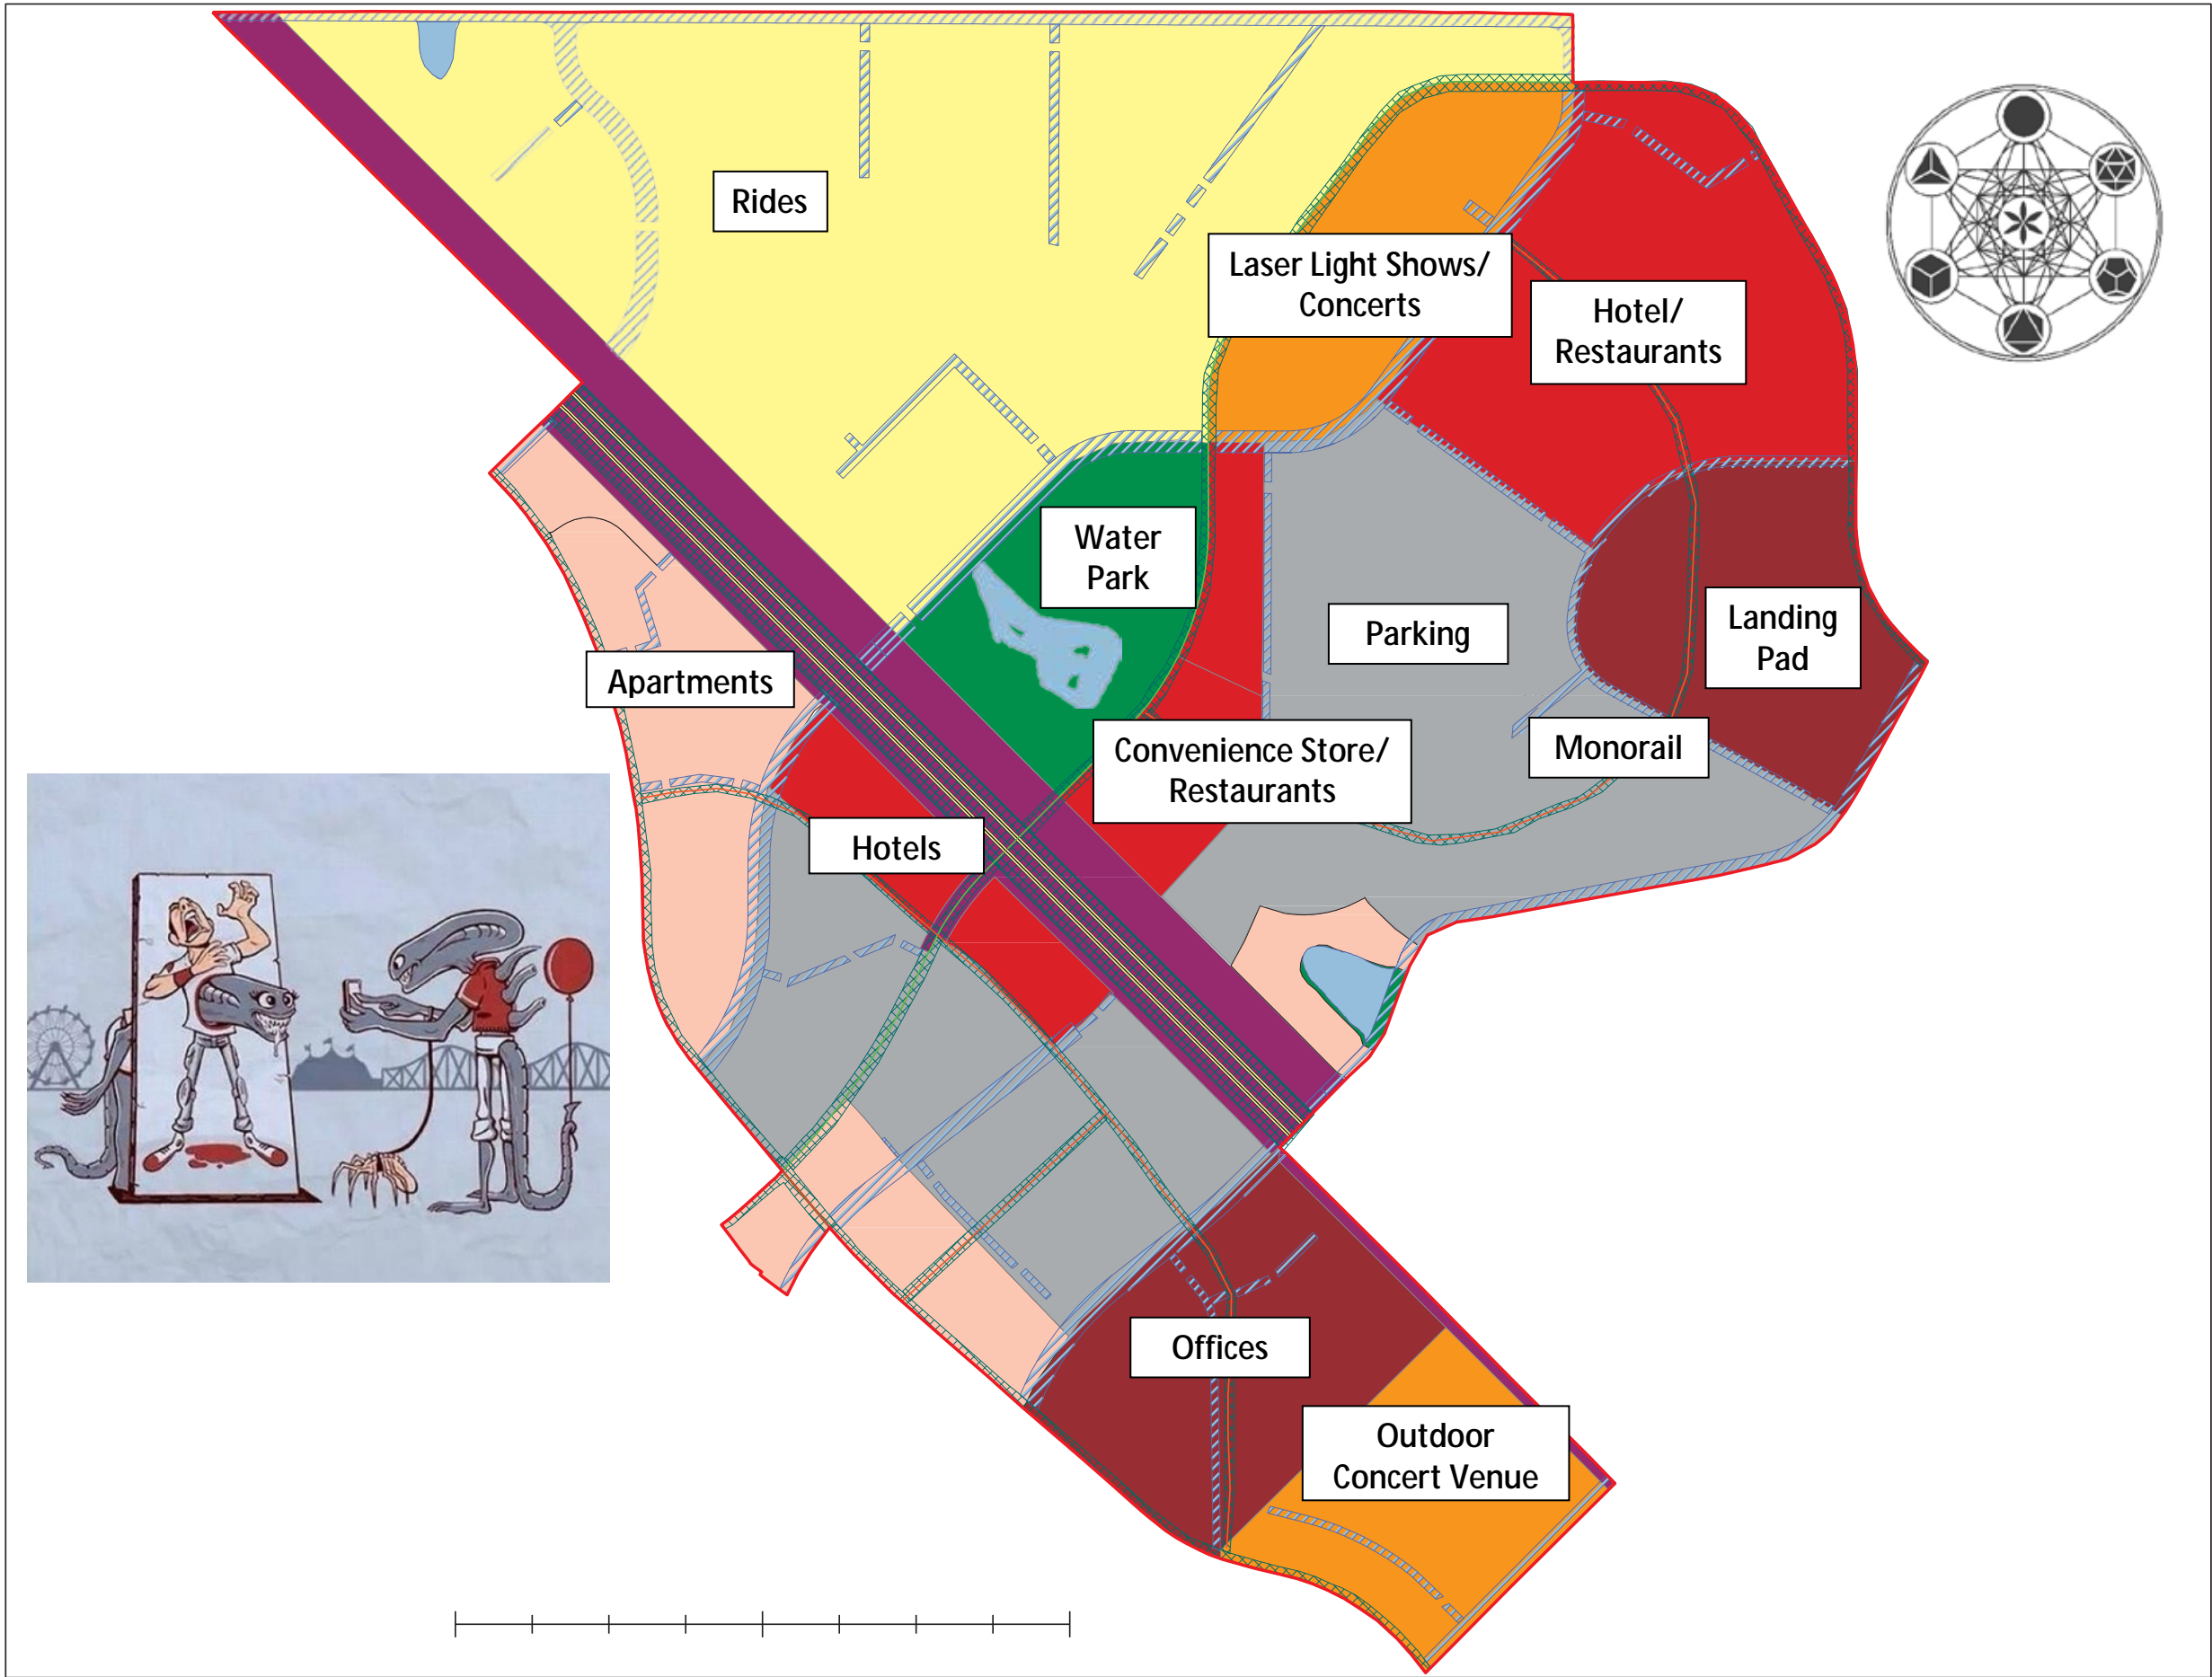 Rides
Laser Light Shows/
Concerts
Hotel/
Restaurants
Water
Park
Parking
Landing
Pad
Apartments
Convenience Store/
Restaurants
Monorail
Hotels
Offices
Outdoor
Concert Venue